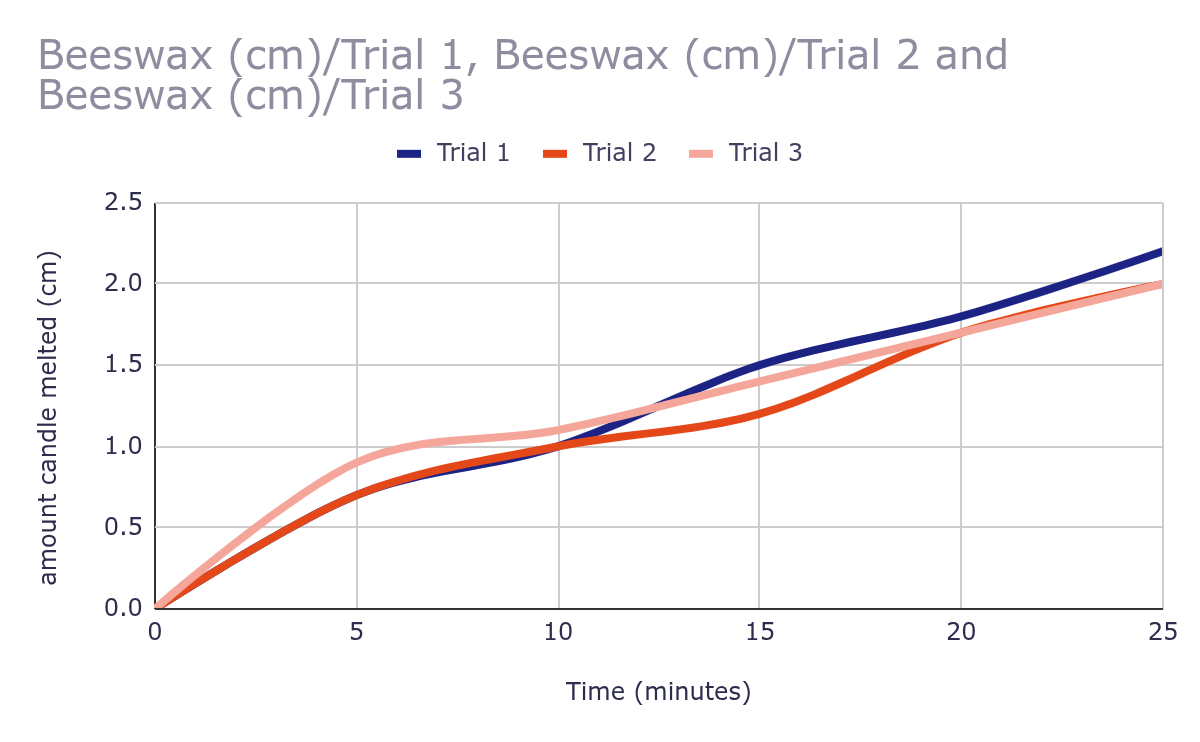 Beeswax (cm)/Trial 1, Beeswax (cm)/Trial 2 and
Beeswax (cm)/Trial 3
Trial 1 Trial 2 Trial 3
amount candle melted (cm)
2.5
2.0
1.5
1.0
0.5
0.0
0 5 10 15 20 25
Time (minutes)